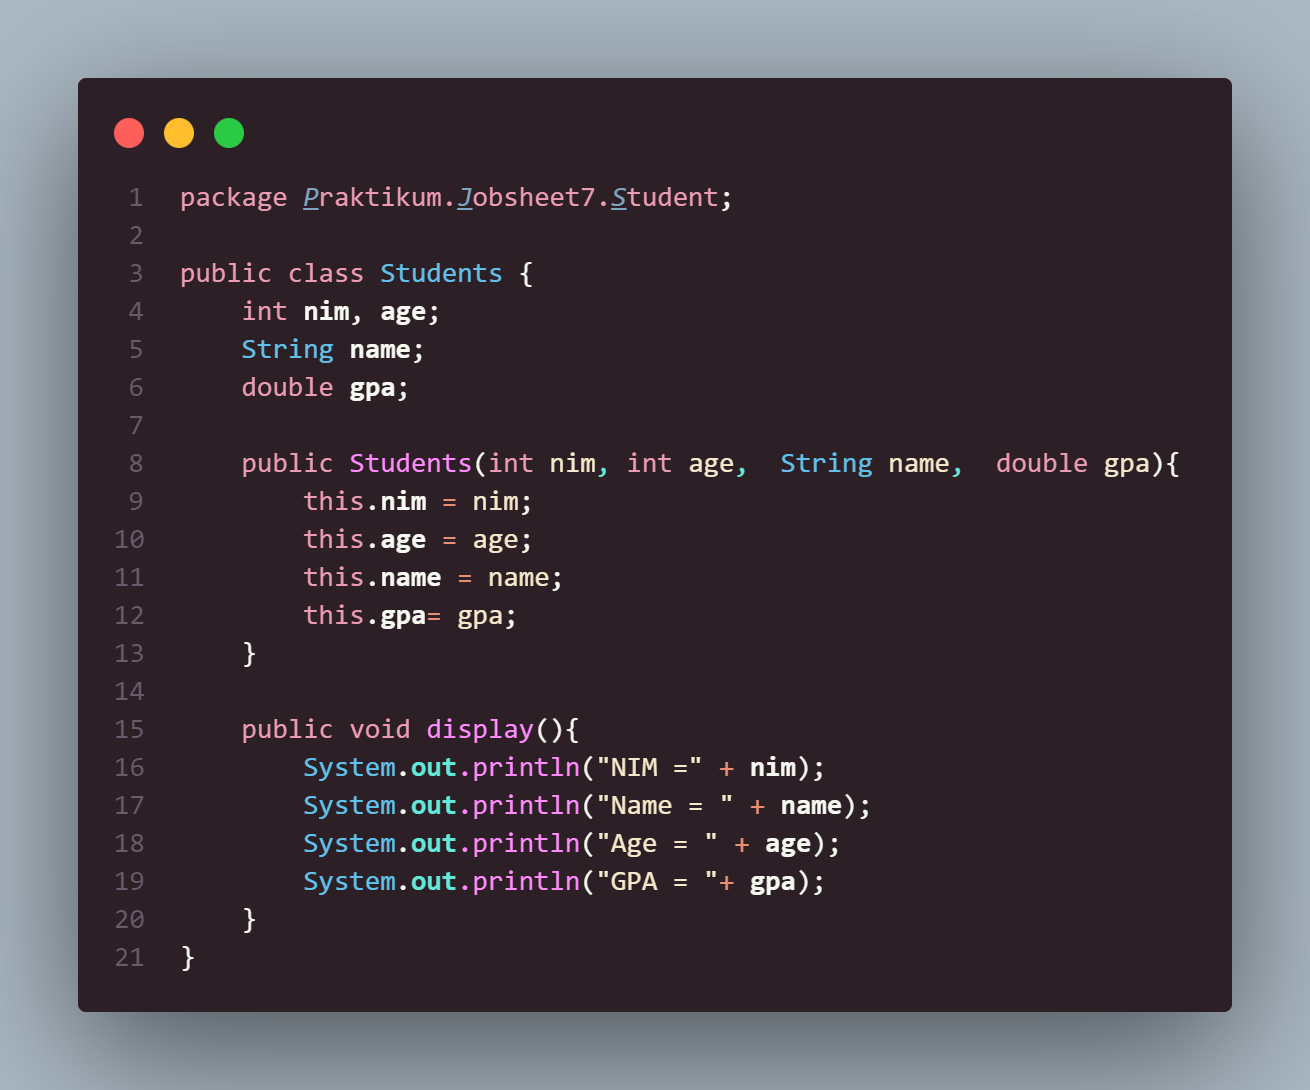 1 package Praktikum.Jobsheet7.Student;
2
3 public class Students {
4     int nim, age;
5     String name;
6     double gpa;
7
8     public Students(int nim, int age,  String name,  double gpa){
9         this.nim = nim;
10         this.age = age;
11         this.name = name;
12         this.gpa= gpa;
13     }
14
15     public void display(){
16         System.out.println("NIM =" + nim);
17         System.out.println("Name = " + name);
18         System.out.println("Age = " + age);
19         System.out.println("GPA = "+ gpa);
20     }
21 }